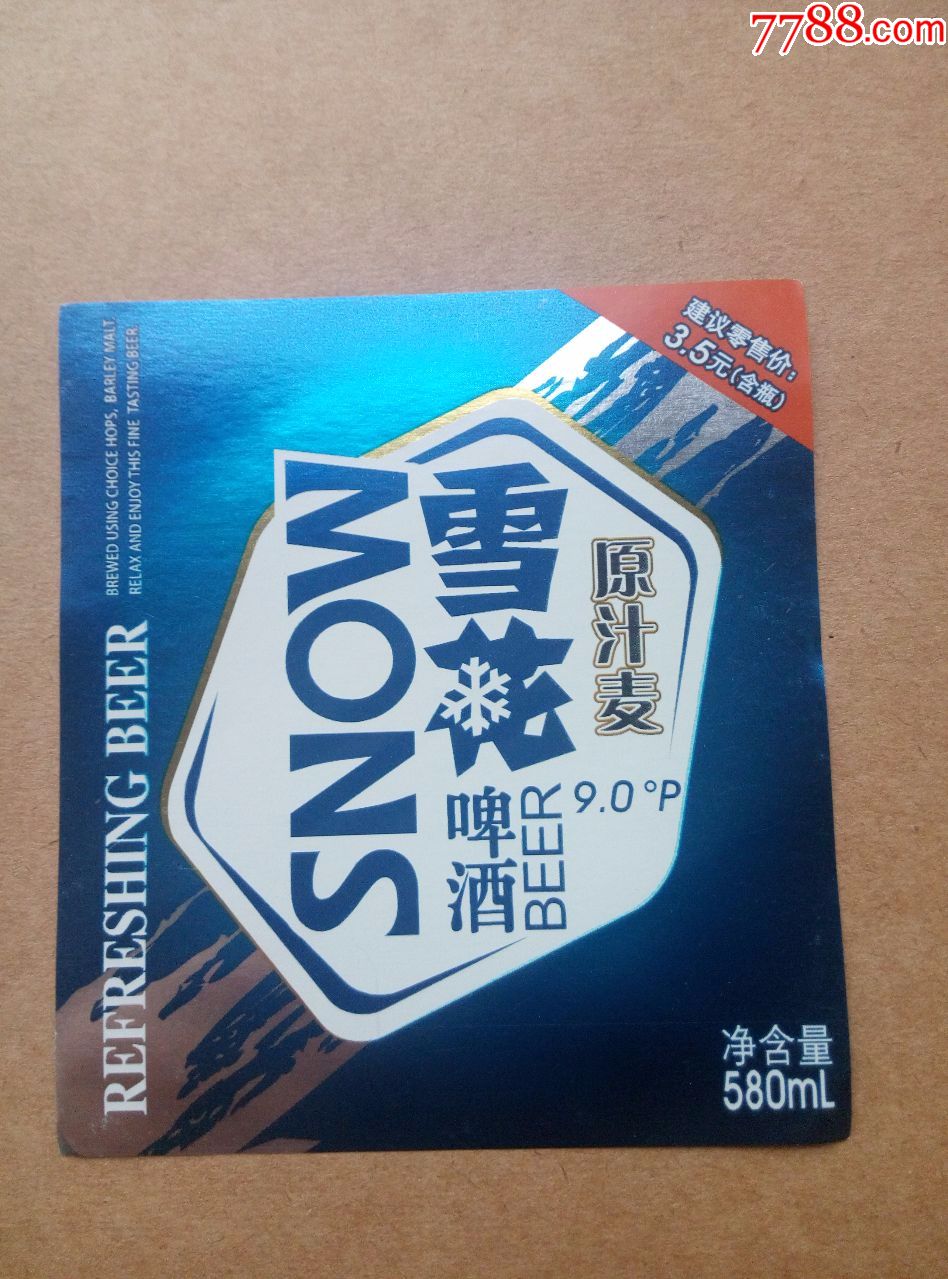 7788.com
建议零售价：
3.5元(含瓶)
BREWED USING CHOICE HOPS, BARLEY MALT.
RELAX AND ENJOY THIS FINE TASTING BEER.
REFRESHING BEER
SNOW
雪花
啤酒
BEER
原汁麦
9.0 °P
净含量
580mL